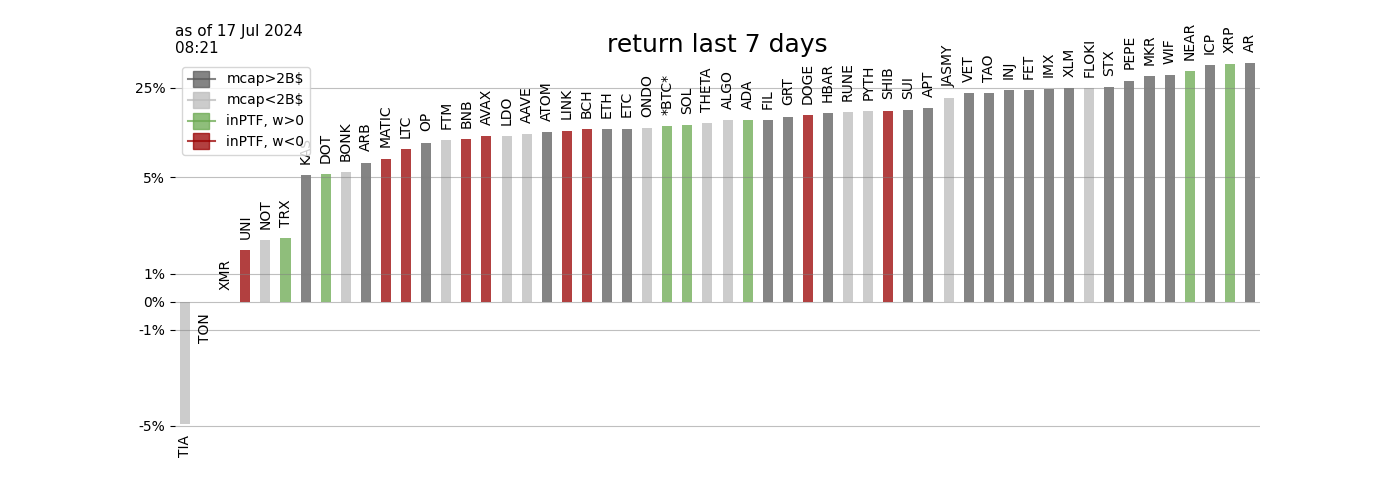 as of 17 Jul 2024
08:21
return last 7 days
mcap>2B$
mcap<2B$
inPTF, w>0
inPTF, w<0
25%
5%
1%
0%
-1%
-5%
TIA
TON
XMR
UNI
NOT
TRX
KAS
DOT
BONK
ARB
MATIC
LTC
OP
FTM
BNB
AVAX
LDO
AAVE
ATOM
LINK
BCH
ETH
ETC
ONDO
*BTC*
SOL
THETA
ALGO
ADA
FIL
GRT
DOGE
HBAR
RUNE
PYTH
SHIB
SUI
APT
JASMY
VET
TAO
INJ
FET
IMX
XLM
FLOKI
STX
PEPE
MKR
WIF
NEAR
ICP
XRP
AR